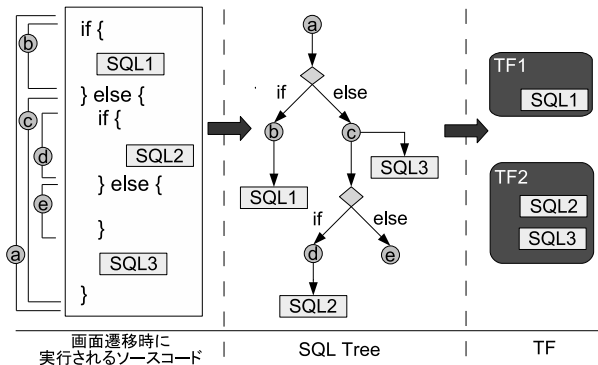 if {
b
SQL1
} else {
c
if {
d
SQL2
} else {
e
}
a
SQL3
}
a
if
else
b
c
SQL3
SQL1
if
else
d
e
SQL2
TF1
SQL1
TF2
SQL2
SQL3
画面遷移時に
実行されるソースコード
SQL Tree
TF